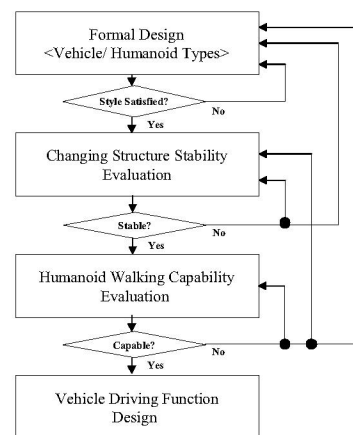 Formal Design
<Vehicle/ Humanoid Types>
Style Satisfied?
No
Yes
Changing Structure Stability
Evaluation
Stable?
No
Yes
Humanoid Walking Capability
Evaluation
Capable?
No
Yes
Vehicle Driving Function
Design